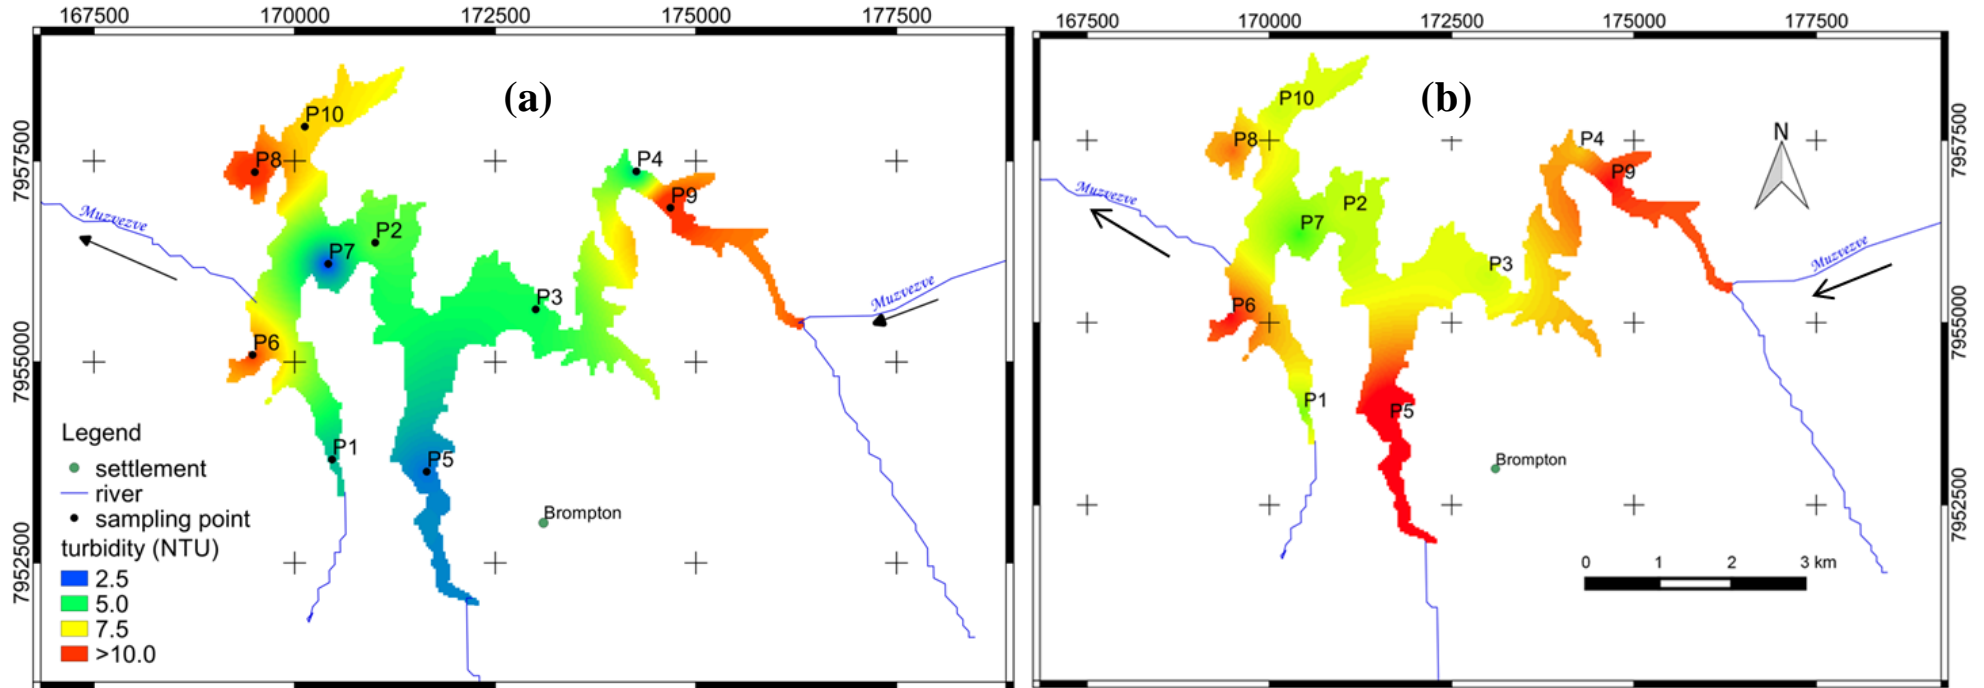 167500 170000 172500 175000 177500
(a)
P10
P8
P4
P9
P2
P7
P3
P6
P1
P5
Muzvezve
Muzvezve
Brompton
7957500
7955000
7952500
Legend
settlement
river
sampling point
turbidity (NTU)
2.5
5.0
7.5
>10.0
167500 170000 172500 175000 177500
(b)
P10
P8
P4
P9
P2
P7
P3
P6
P1
P5
N
Muzvezve
Muzvezve
Brompton
0 1 2 3 km
7957500
7955000
7952500